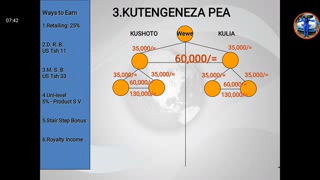 07:42
Ways to Earn
1.Retailing: 25%
2.D. R. B.
US Tsh 11
3. M. S. B
US Tsh 33
4.Uni-level
5% - Product S V
5.Stair Step Bonus
6.Royalty Income
3.KUTENGENEZA PEA
KUSHOTO
Wewe
KULIA
35,000/=
35,000/=
60,000/=
35,000/=
35,000/=
35,000/=
35,000/=
60,000/=
60,000/=
130,000/=
130,000/=